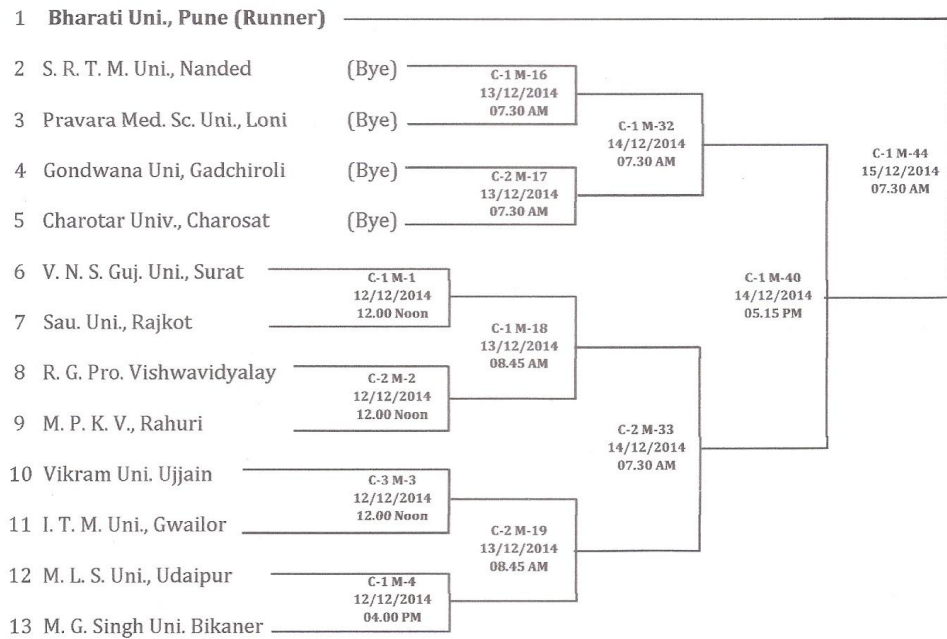 1 Bharati Uni., Pune (Runner)
2 S. R. T. M. Uni., Nanded (Bye)
3 Pravara Med. Sc. Uni., Loni (Bye)
4 Gondwana Uni, Gadchiroli (Bye)
5 Charotar Univ., Charosat (Bye)
6 V. N. S. Guj. Uni., Surat
7 Sau. Uni., Rajkot
8 R. G. Pro. Vishwavidyalay
9 M. P. K. V., Rahuri
10 Vikram Uni. Ujjain
11 I. T. M. Uni., Gwailor
12 M. L. S. Uni., Udaipur
13 M. G. Singh Uni. Bikaner
C-1 M-1
12/12/2014
12.00 Noon
C-2 M-2
12/12/2014
12.00 Noon
C-3 M-3
12/12/2014
12.00 Noon
C-1 M-4
12/12/2014
04.00 PM
C-1 M-16
13/12/2014
07.30 AM
C-2 M-17
13/12/2014
07.30 AM
C-1 M-18
13/12/2014
08.45 AM
C-2 M-19
13/12/2014
08.45 AM
C-1 M-32
14/12/2014
07.30 AM
C-2 M-33
14/12/2014
07.30 AM
C-1 M-40
14/12/2014
05.15 PM
C-1 M-44
15/12/2014
07.30 AM